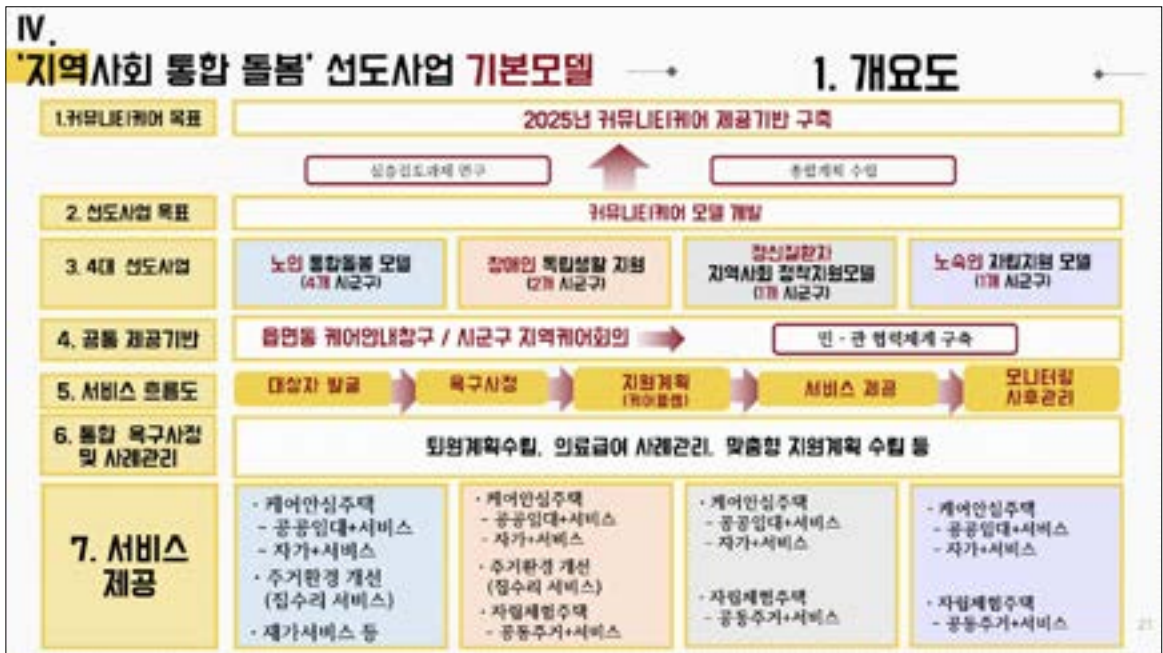 IV.
'지역사회 통합 돌봄' 선도사업 기본모델
1. 개요도
1.커뮤니티케어 목표
2025년 커뮤니티케어 제공기반 구축
심층검토과제 연구
종합계획 수립
2. 선도사업 목표
커뮤니티케어 모델 개발
3. 4대 선도사업
노인 통합돌봄 모델
(4개 시군구)
장애인 독립생활 지원
(2개 시군구)
정신질환자
지역사회 정착지원모델
(1개 시군구)
노숙인 자립지원 모델
(1개 시군구)
4. 공통 제공기반
읍면동 케어안내창구 / 시군구 지역케어회의
민·관 협력체계 구축
5. 서비스 흐름도
대상자 발굴
욕구사정
지원계획
(케어플랜)
서비스 제공
모니터링
사후관리
6. 통합 욕구사정
및 사례관리
퇴원계획수립, 의료급여 사례관리, 맞춤형 지원계획 수립 등
7. 서비스
제공
· 케어안심주택
- 공공임대+서비스
- 자가+서비스
· 주거환경 개선
(집수리 서비스)
· 재가서비스 등
· 케어안심주택
- 공공임대+서비스
- 자가+서비스
· 주거환경 개선
(집수리 서비스)
· 자립체험주택
- 공동주거+서비스
· 케어안심주택
- 공공임대+서비스
- 자가+서비스
· 자립체험주택
- 공동주거+서비스
· 케어안심주택
- 공공임대+서비스
- 자가+서비스
· 자립체험주택
- 공동주거+서비스